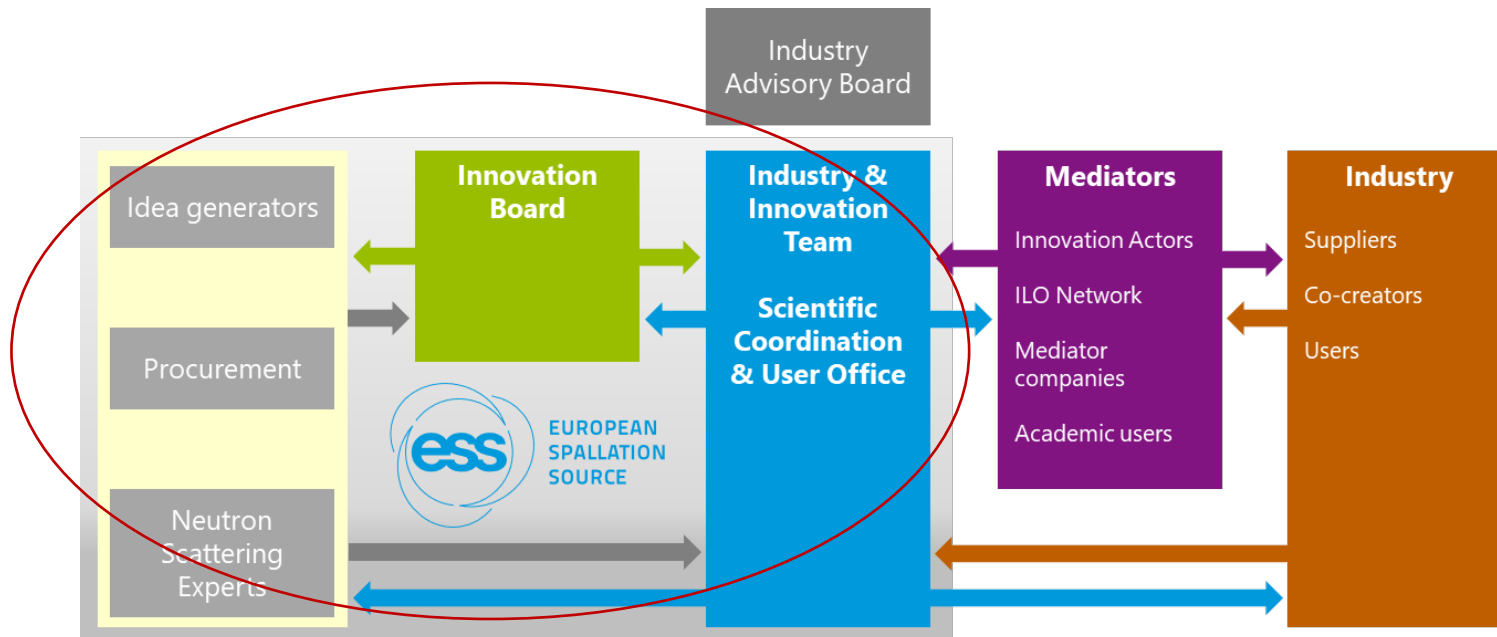 Industry
Advisory Board
Idea generators
Procurement
Neutron
Scattering
Experts
Innovation
Board
ess
EUROPEAN
SPALLATION
SOURCE
Industry &
Innovation
Team
Scientific
Coordination
& User Office
Mediators
Innovation Actors
ILO Network
Mediator
companies
Academic users
Industry
Suppliers
Co-creators
Users